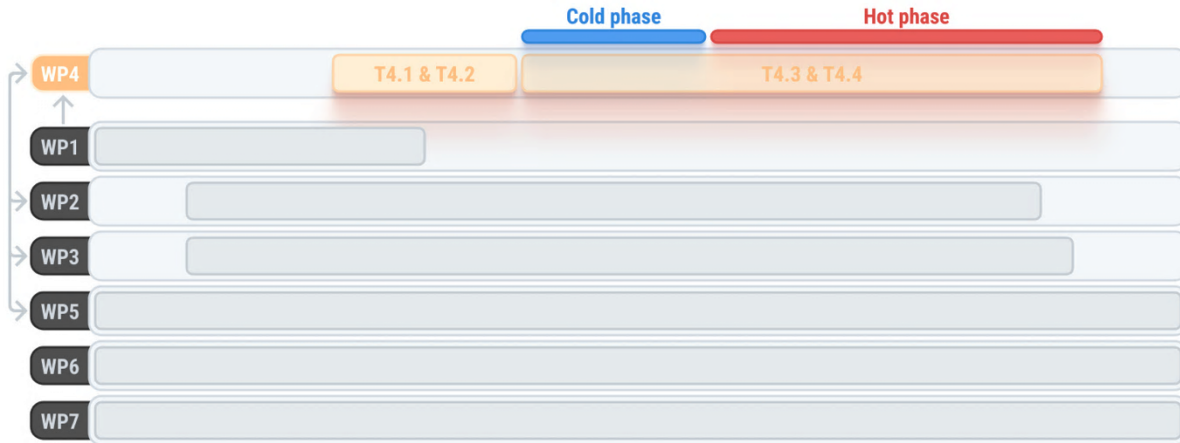 Cold phase Hot phase
WP4 T4.1 & T4.2 T4.3 & T4.4
WP1
WP2
WP3
WP5
WP6
WP7